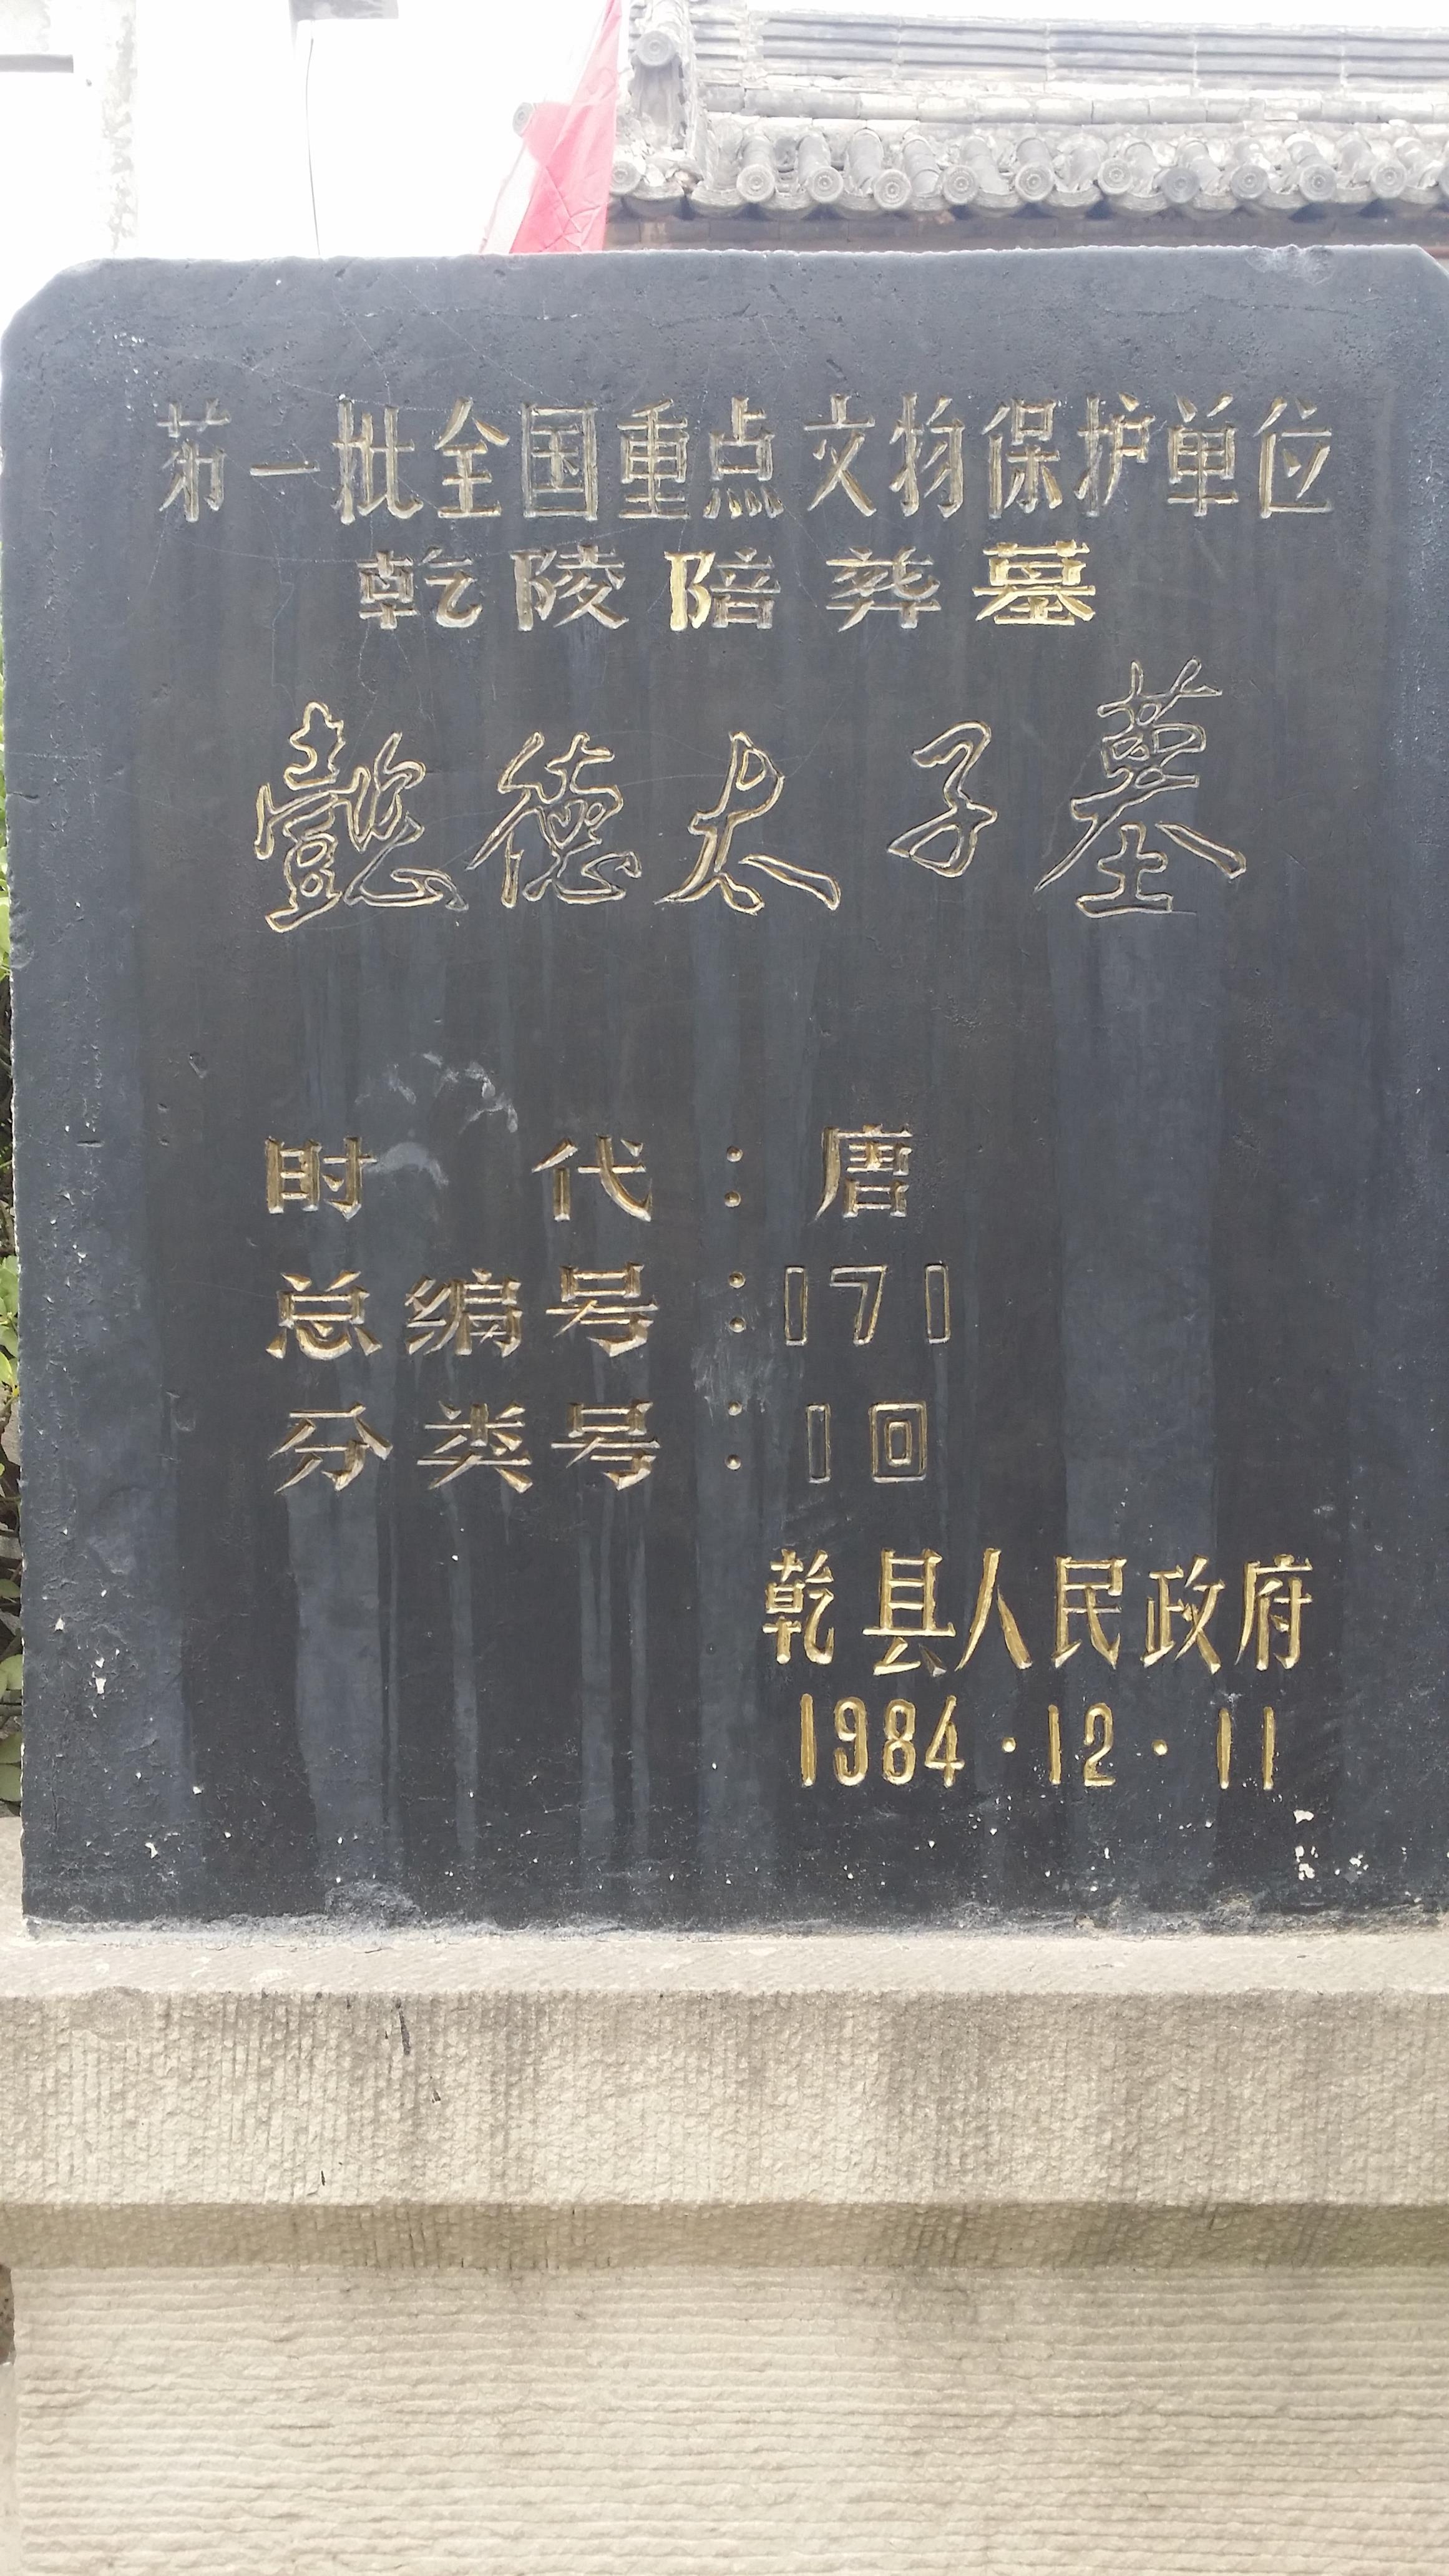 第一批全国重点文物保护单位
乾陵陪葬墓
懿德太子墓
时代：唐
总编号：171
分类号：10
乾县人民政府
1984·12·11